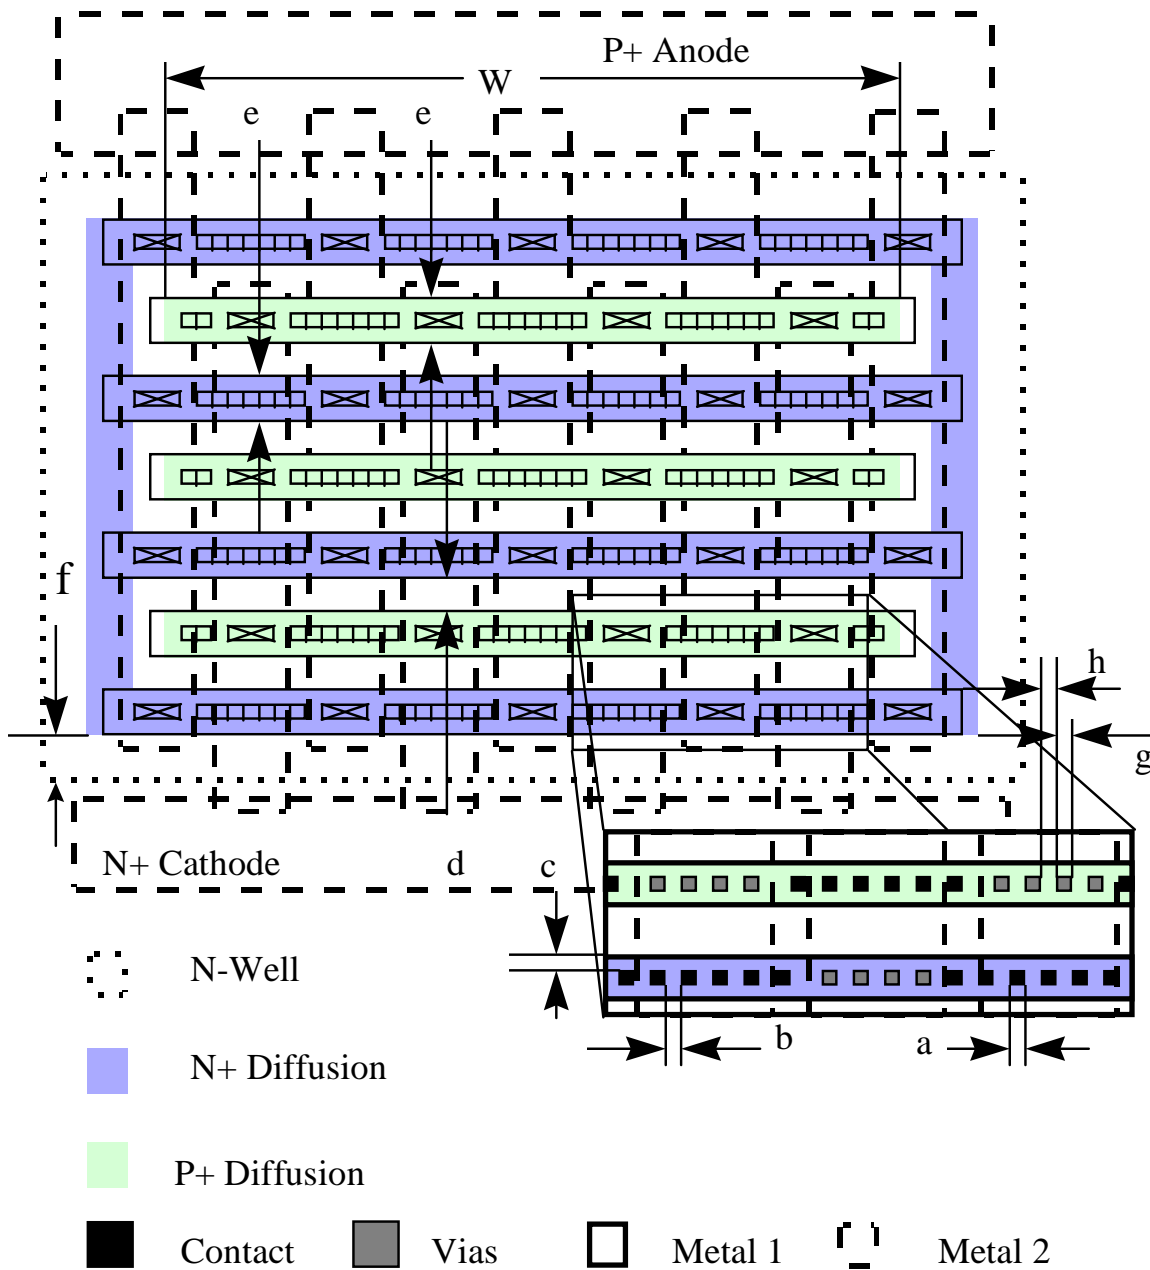 P+ Anode
W
e
e
f
h
g
N+ Cathode
d
c
b
a
N-Well
N+ Diffusion
P+ Diffusion
Contact
Vias
Metal 1
Metal 2